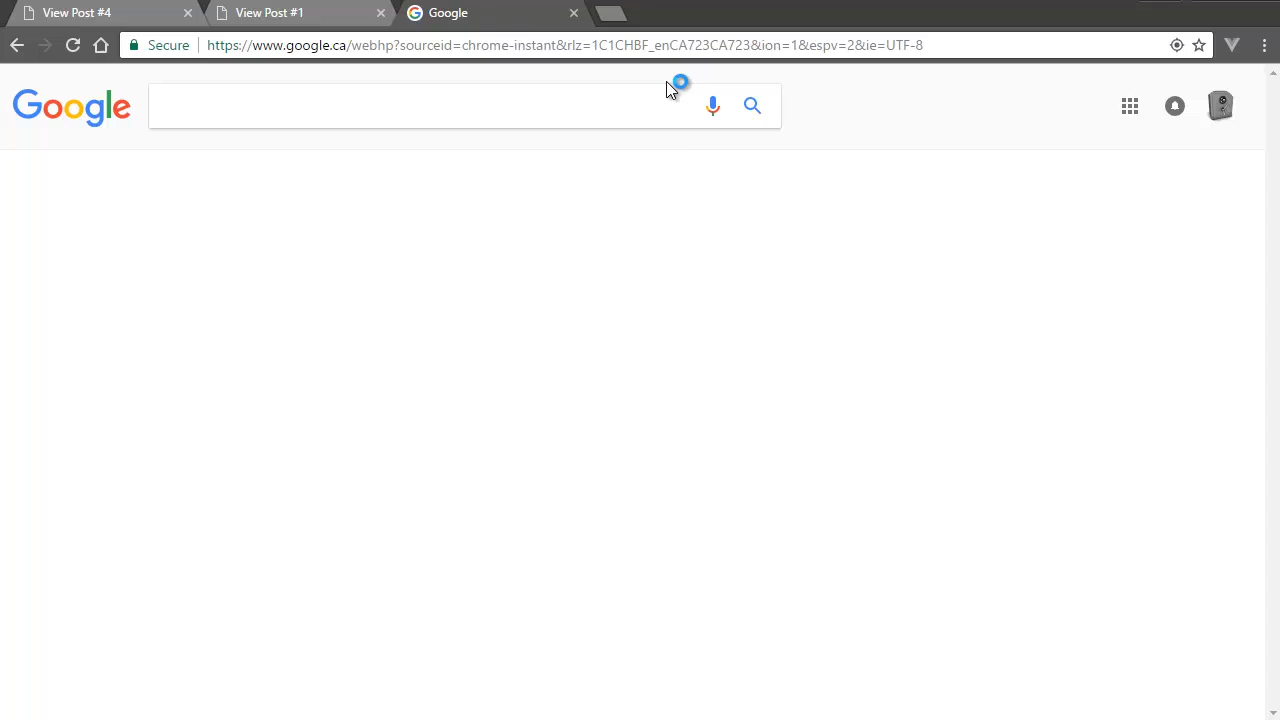 View Post #4
View Post #1
Google
Secure
https://www.google.ca/webhp?sourceid=chrome-instant&rlz=1C1CHBF_enCA723CA723&ion=1&espv=2&ie=UTF-8
Google